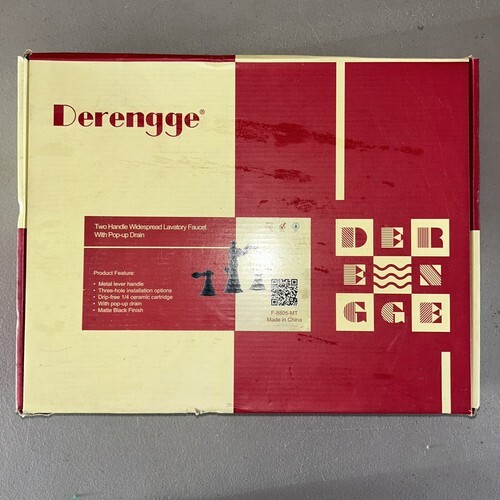 Derengge®
Two Handle Widespread Lavatory Faucet
With Pop-up Drain
Product Feature:
• Metal lever handle
• Three-hole installation options
• Drip-free 1/4 ceramic cartridge
• With pop-up drain
• Matte Black Finish
F-8805-MT
Made in China
DER
E N
GGE